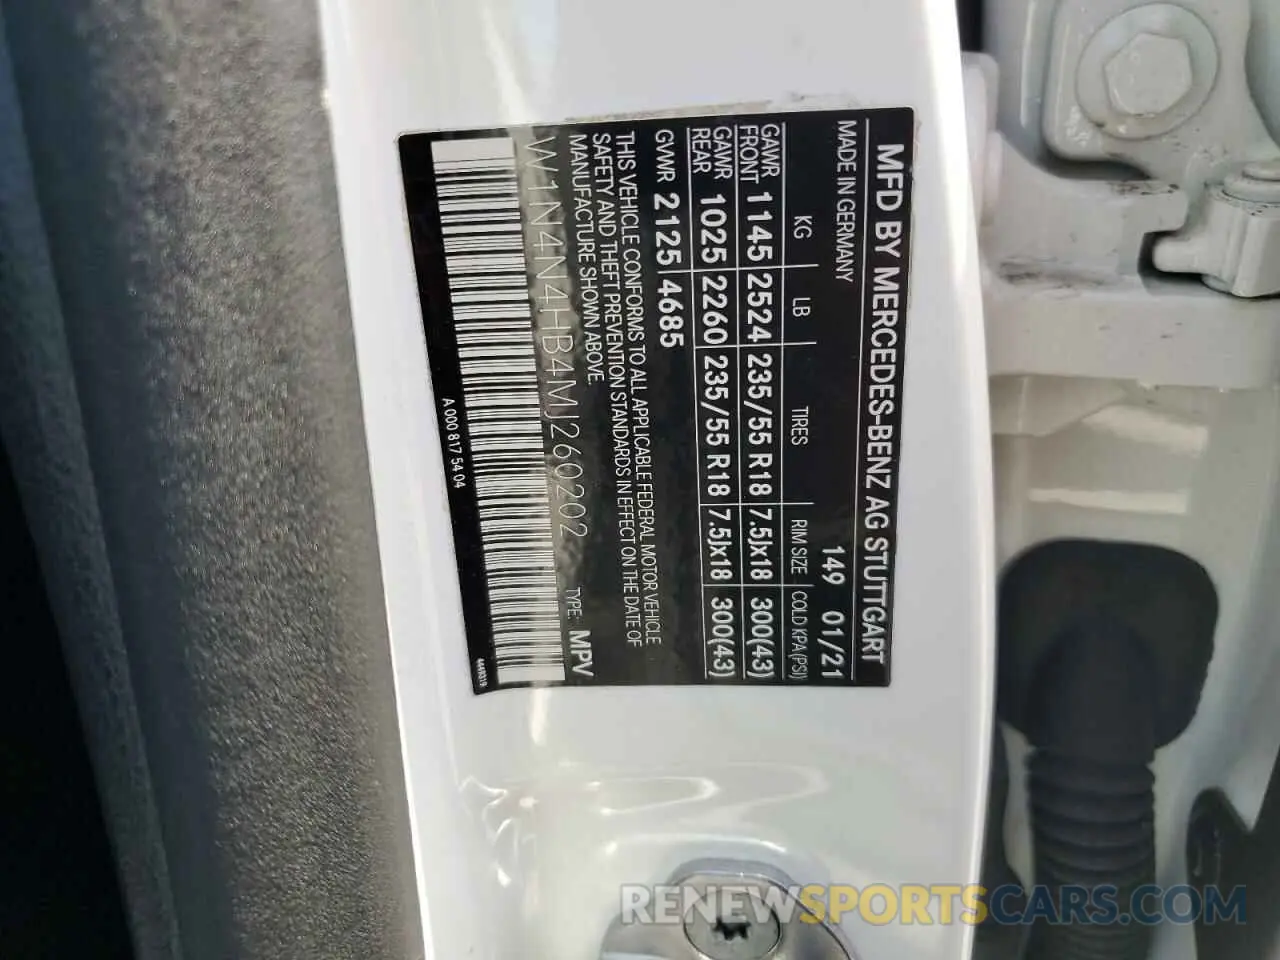 MFD BY MERCEDES-BENZ AG STUTTGART
MADE IN GERMANY 149 01/21
KG LB TIRES RIM SIZE COLD KPA (PSI)
GAWR FRONT 1145 2524 235/55 R18 7.5Jx18 300(43)
GAWR REAR 1025 2260 235/55 R18 7.5Jx18 300(43)
GVWR 2125 4685
THIS VEHICLE CONFORMS TO ALL APPLICABLE FEDERAL MOTOR VEHICLE
SAFETY AND THEFT PREVENTION STANDARDS IN EFFECT ON THE DATE OF
MANUFACTURE SHOWN ABOVE.
W1N4N4HB4MJ260202 TYPE: MPV
A 000 817 54 04
RENEWSPORTSCARS.COM